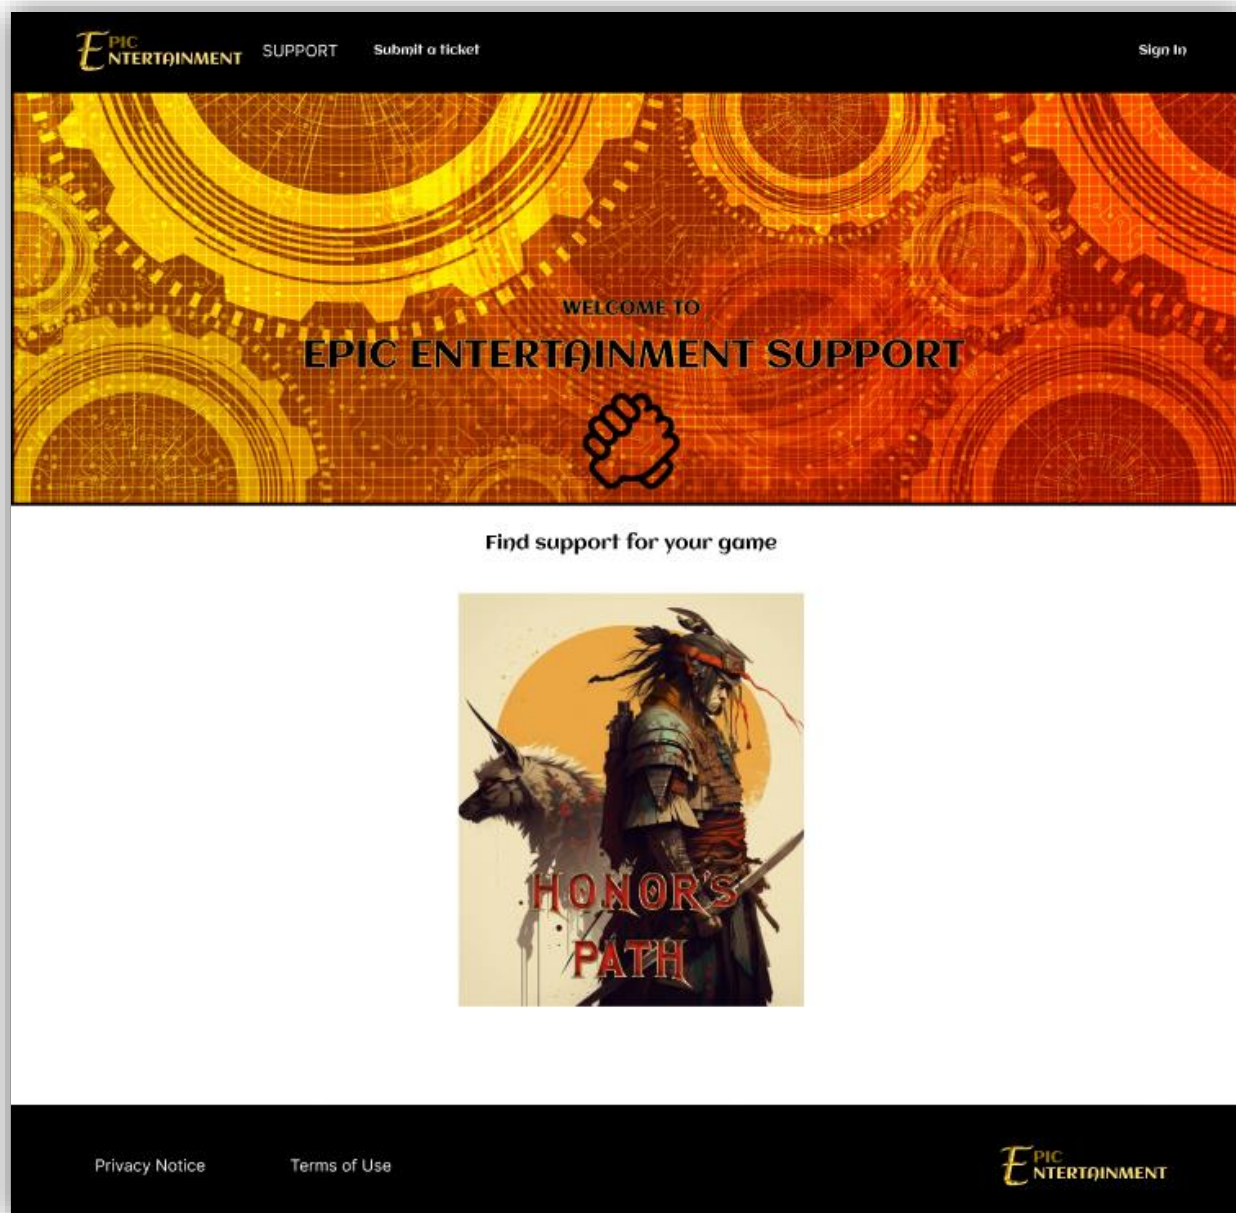 EPIC
ENTERTAINMENT
SUPPORT
Submit a ticket
Sign In
WELCOME TO
EPIC ENTERTAINMENT SUPPORT
Find support for your game
HONOR'S
PATH
Privacy Notice
Terms of Use
EPIC
ENTERTAINMENT